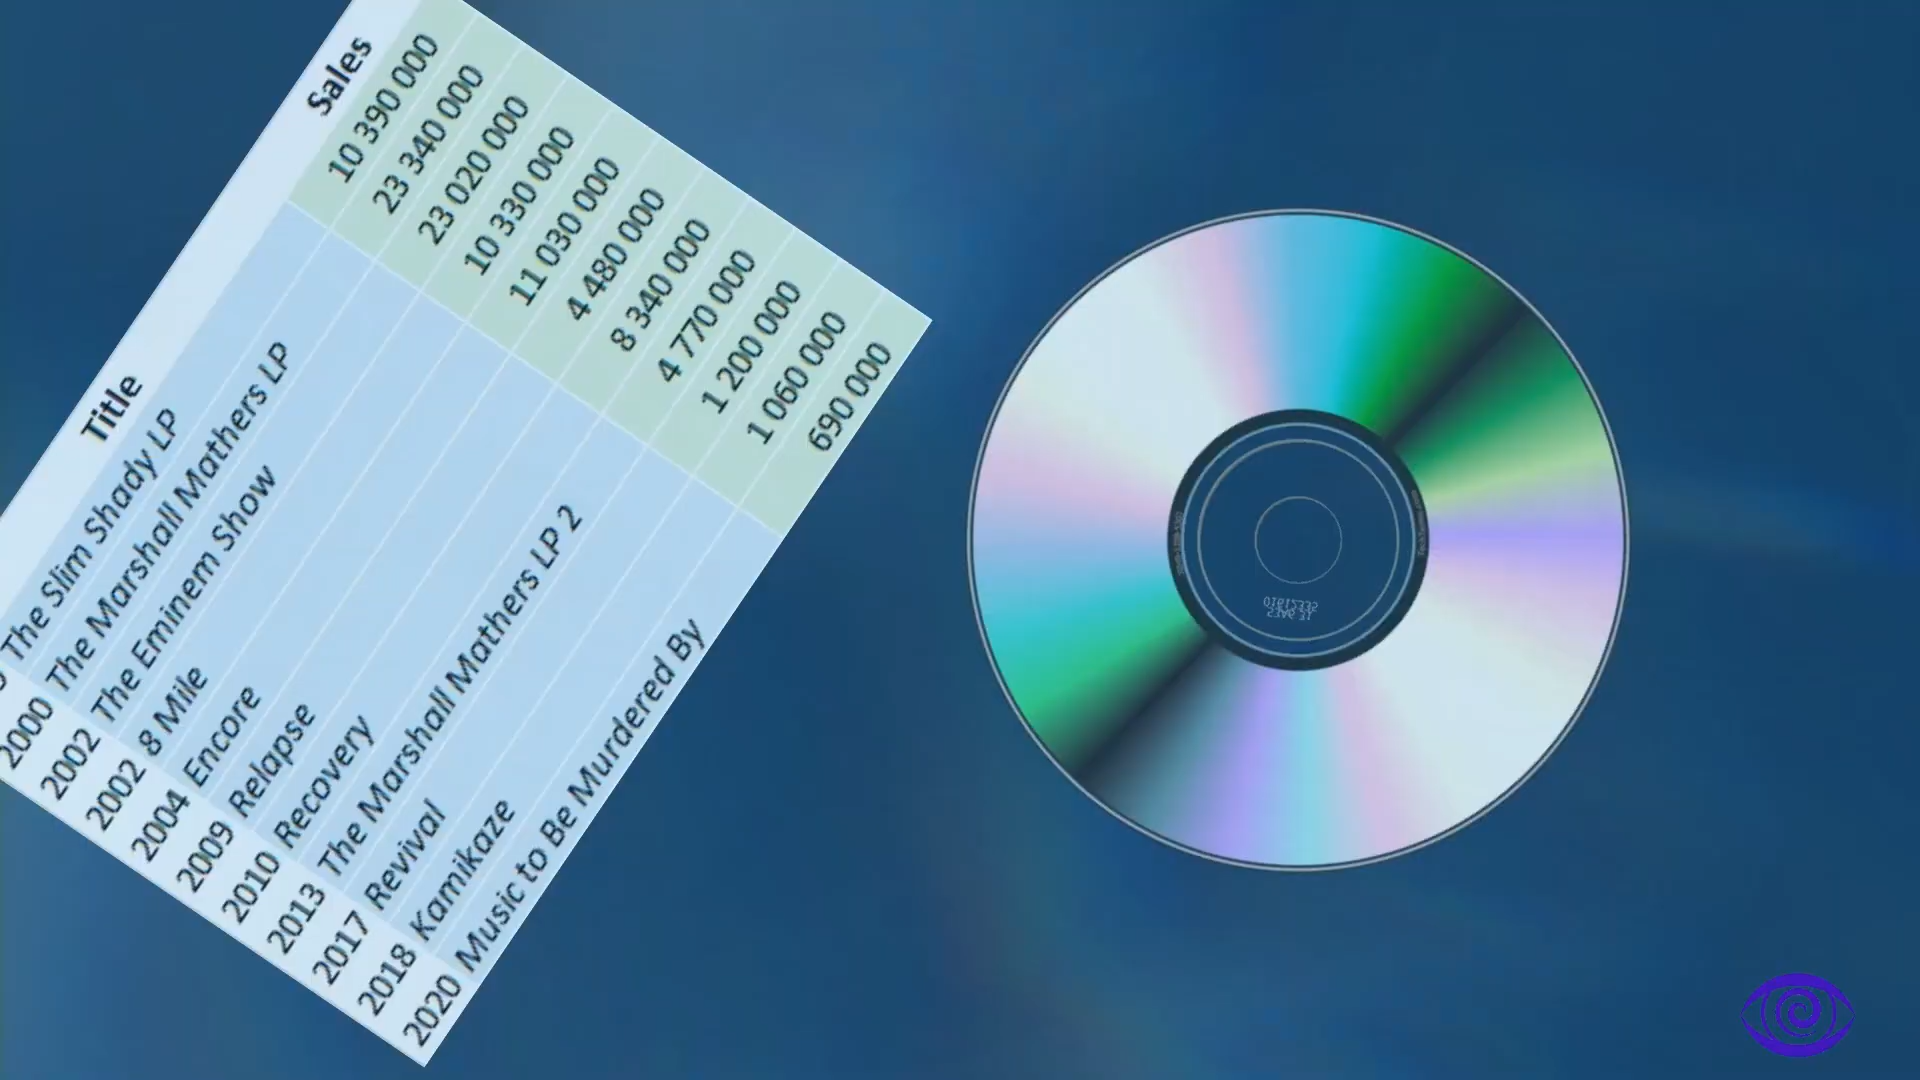 Title Sales
The Slim Shady LP 10 390 000
2000 The Marshall Mathers LP 23 340 000
2002 The Eminem Show 23 020 000
2002 8 Mile 10 330 000
2004 Encore 11 030 000
2009 Relapse 4 480 000
2010 Recovery 8 340 000
2013 The Marshall Mathers LP 2 4 770 000
2017 Revival 1 200 000
2018 Kamikaze 1 060 000
2020 Music to Be Murdered By 690 000